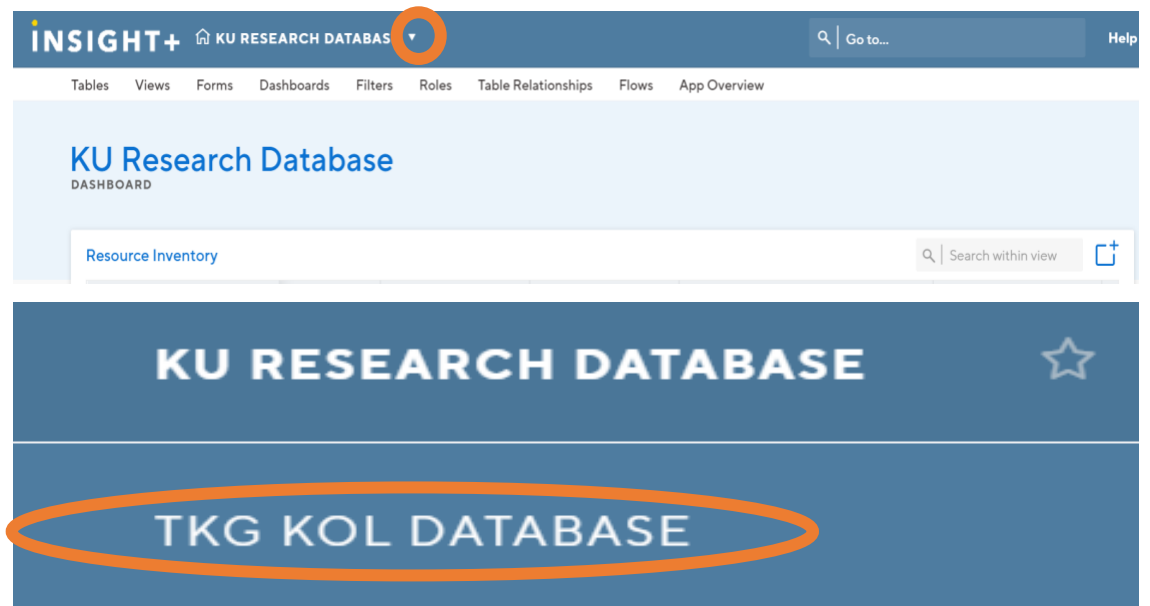 INSIGHT+ KU RESEARCH DATABAS Go to... Help
Tables Views Forms Dashboards Filters Roles Table Relationships Flows App Overview
KU Research Database
DASHBOARD
Resource Inventory Search within view
KU RESEARCH DATABASE
TKG KOL DATABASE